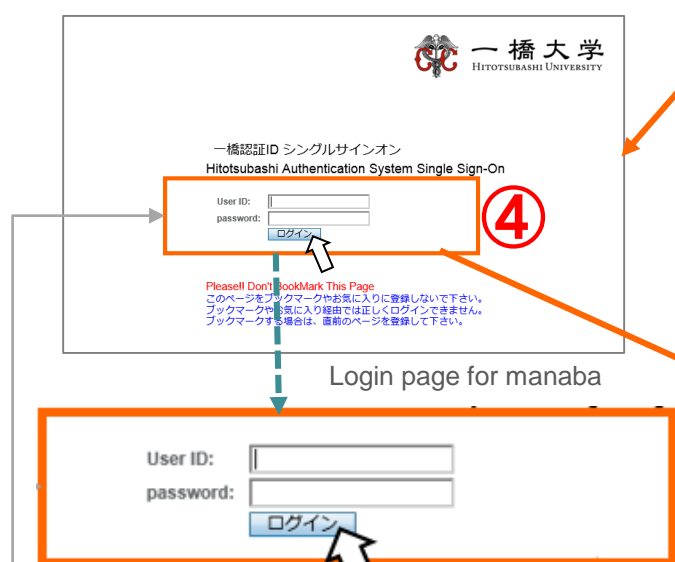 一橋大学
HITOTSUBASHI UNIVERSITY
一橋認証ID シングルサインオン
Hitotsubashi Authentication System Single Sign-On
User ID:
password:
ログイン
④
Please!! Don't BookMark This Page
このページをブックマークやお気に入りに登録しないで下さい。
ブックマークやお気に入り経由では正しくログインできません。
ブックマークする場合は、直前のページを登録して下さい。
Login page for manaba
User ID:
password:
ログイン